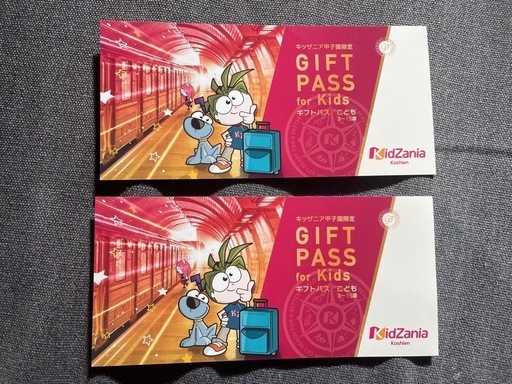 キッザニア甲子園限定
GIFT
PASS
for Kids
ギフトパス/こども
3~15歳
KidZania
Koshien
キッザニア甲子園限定
GIFT
PASS
for Kids
ギフトパス/こども
3~15歳
KidZania
Koshien